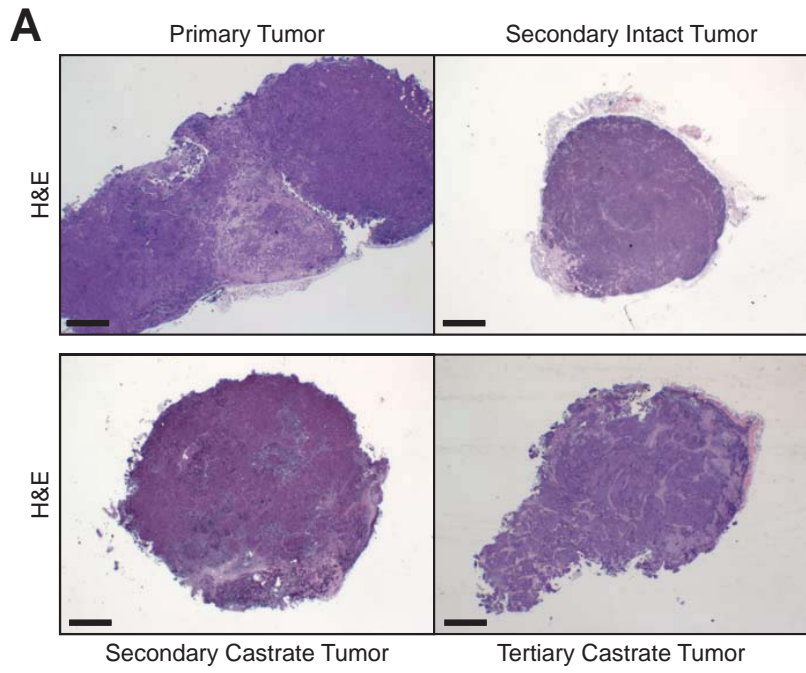 A
Primary Tumor
Secondary Intact Tumor
H&E
H&E
Secondary Castrate Tumor
Tertiary Castrate Tumor